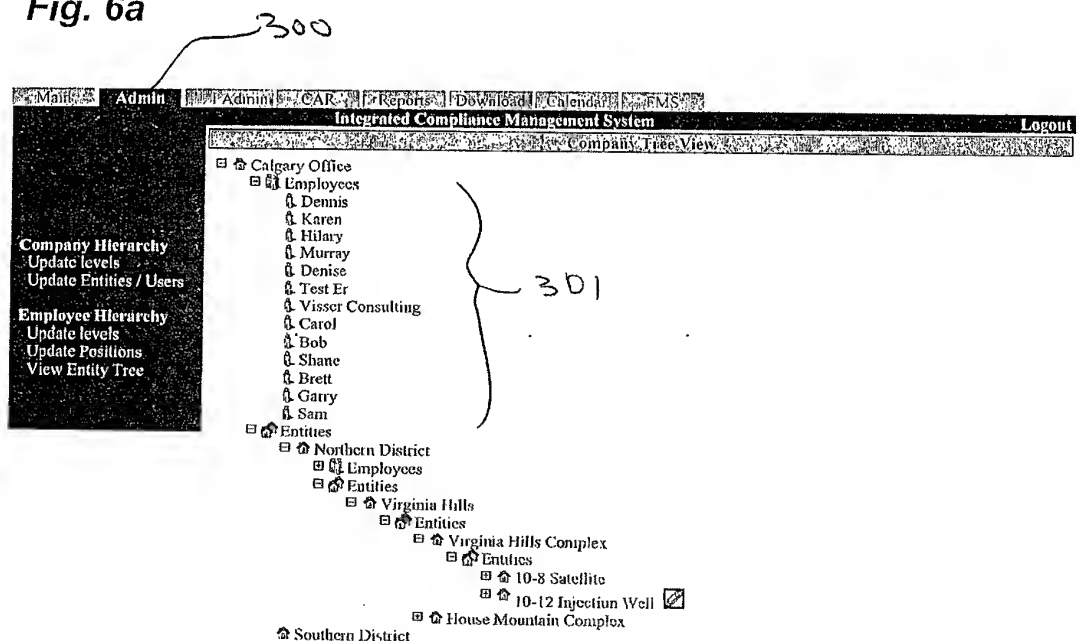 Fig. 6a
300
Main Admin Admin CAR Reports Download Calendar EMS
Integrated Compliance Management System Logout
Company Tree View
Calgary Office
Employees
Dennis
Karen
Hilary
Murray
Denise
Test Er
Visser Consulting
Carol
Bob
Shane
Brett
Garry
Sam
301
Company Hierarchy
Update levels
Update Entities / Users
Employee Hierarchy
Update levels
Update Positions
View Entity Tree
Entities
Northern District
Employees
Entities
Virginia Hills
Entities
Virginia Hills Complex
Entities
10-8 Satellite
10-12 Injection Well
House Mountain Complex
Southern District